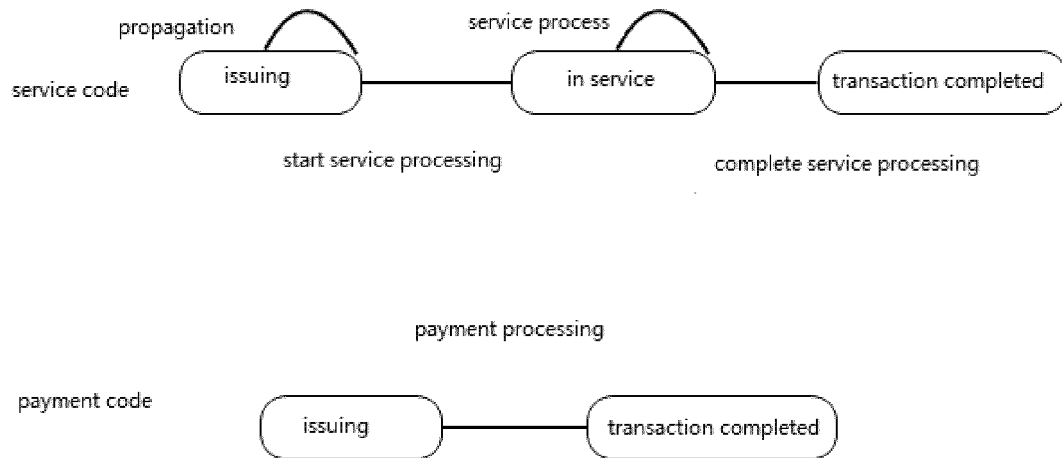 propagation
service process
service code
issuing
in service
transaction completed
start service processing
complete service processing
payment processing
payment code
issuing
transaction completed